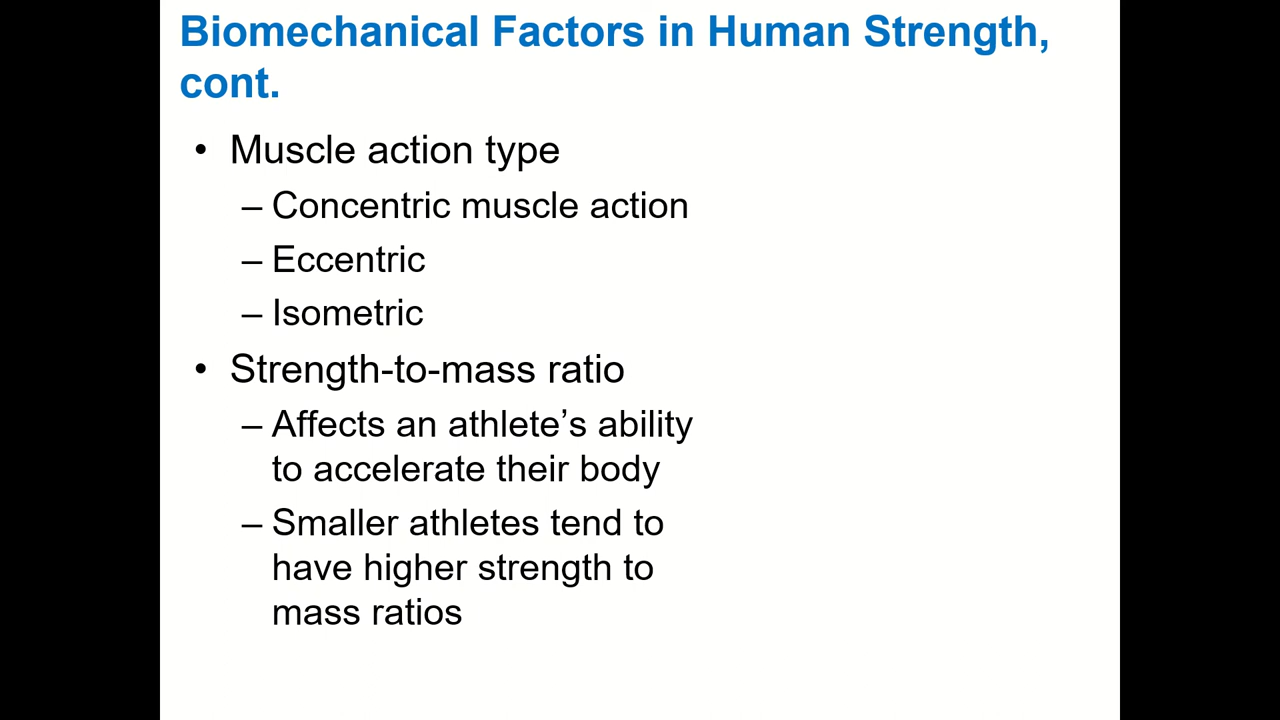 Biomechanical Factors in Human Strength,
cont.
• Muscle action type
– Concentric muscle action
– Eccentric
– Isometric
• Strength-to-mass ratio
– Affects an athlete’s ability
to accelerate their body
– Smaller athletes tend to
have higher strength to
mass ratios